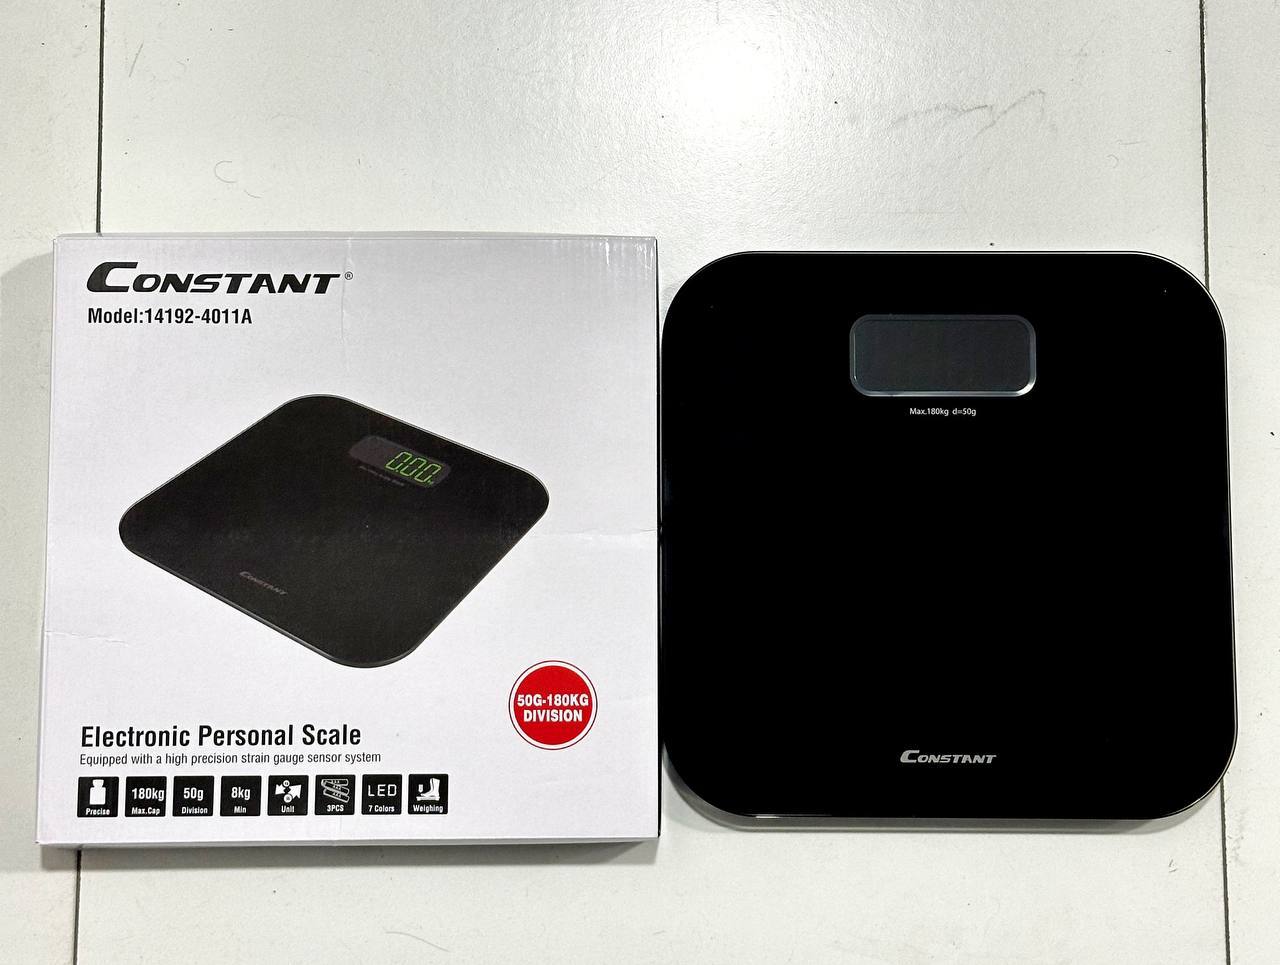 CONSTANT®
Model:14192-4011A
0.00
CONSTANT
50G-180KG
DIVISION
Electronic Personal Scale
Equipped with a high precision strain gauge sensor system
Precise
180kg
Max.Cap
50g
Division
8kg
Min
Unit
3PCS
LED
7 Colors
Weighing
Max.180kg d=50g
CONSTANT